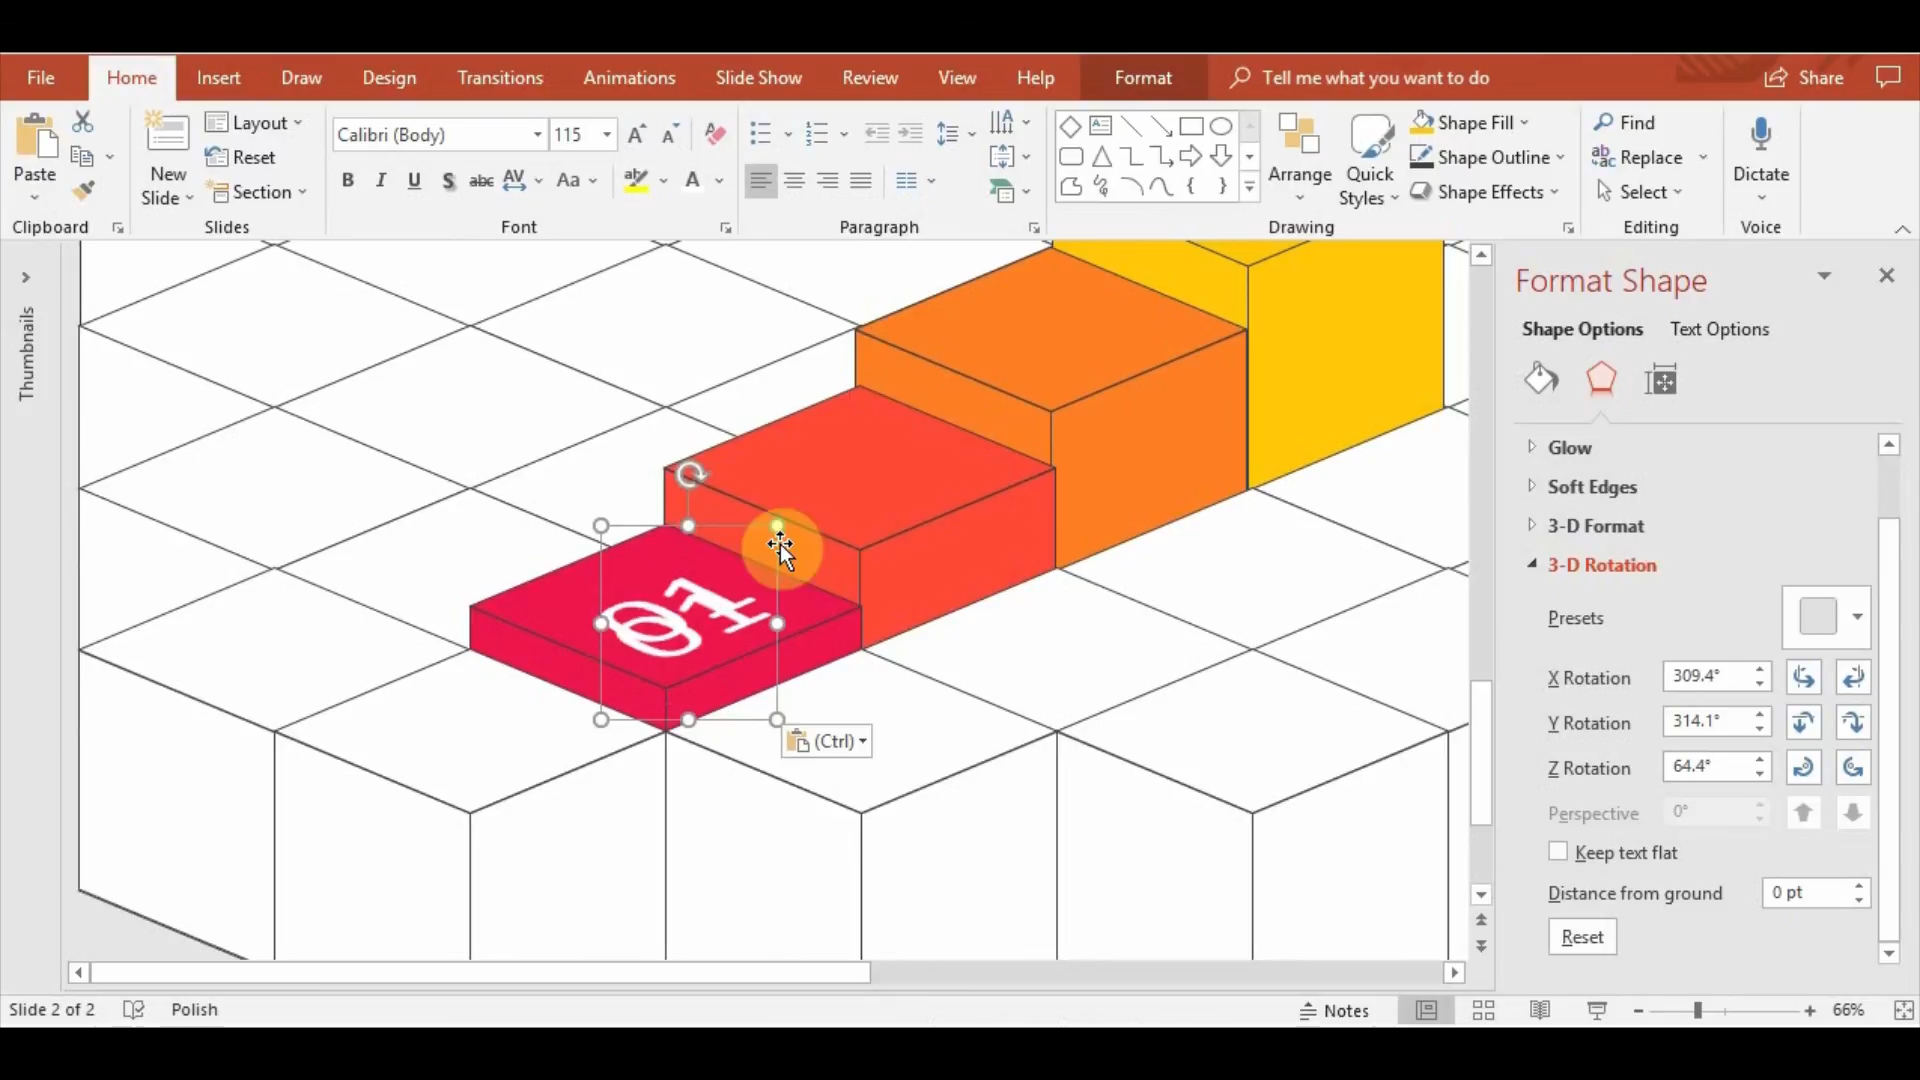 File Home Insert Draw Design Transitions Animations Slide Show Review View Help Format Tell me what you want to do Share
Paste
New Slide
Layout
Reset
Section
Calibri (Body) 115
B I U S abc AV Aa A
Shape Fill
Shape Outline
Shape Effects
Arrange
Quick Styles
Find
Replace
Select
Dictate
Clipboard Slides Font Paragraph Drawing Editing Voice
Thumbnails
(Ctrl)
Format Shape
Shape Options Text Options
Glow
Soft Edges
3-D Format
3-D Rotation
Presets
X Rotation 309.4°
Y Rotation 314.1°
Z Rotation 64.4°
Perspective 0°
Keep text flat
Distance from ground 0 pt
Reset
Slide 2 of 2 Polish Notes 66%